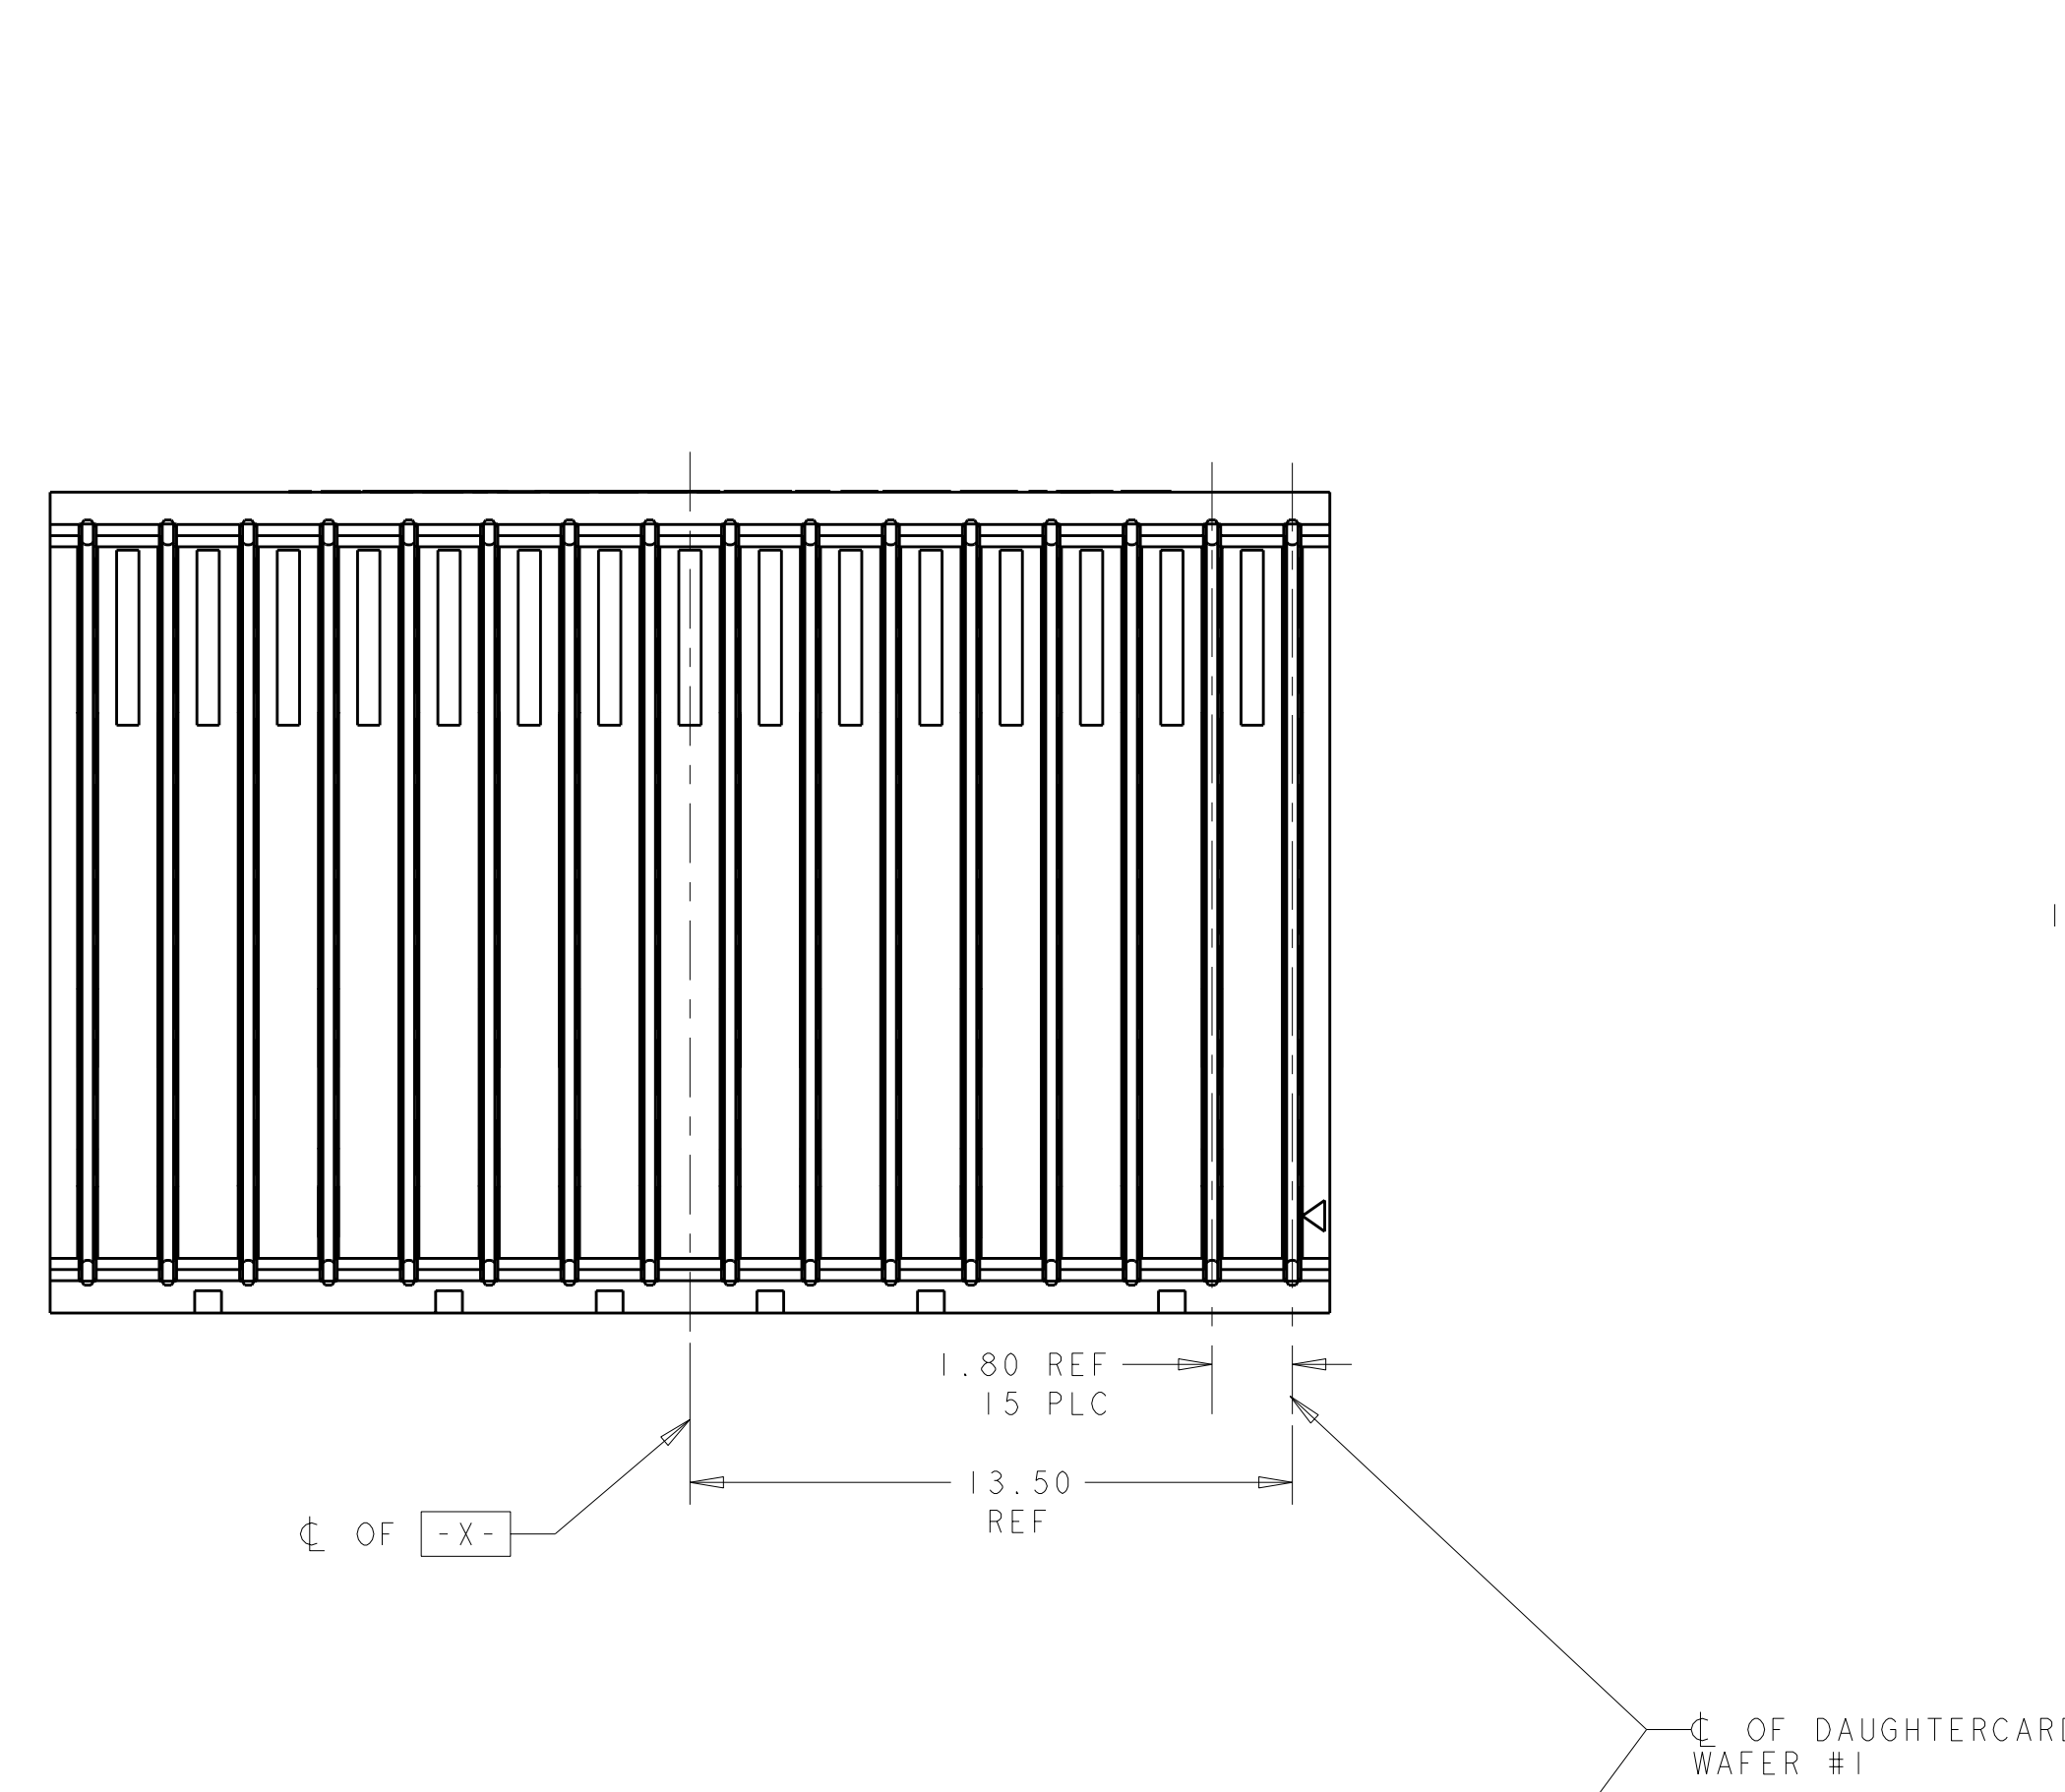 1.80 REF
15 PLC
13.50
REF
℄ OF -X-
℄ OF DAUGHTERCARD
WAFER #1